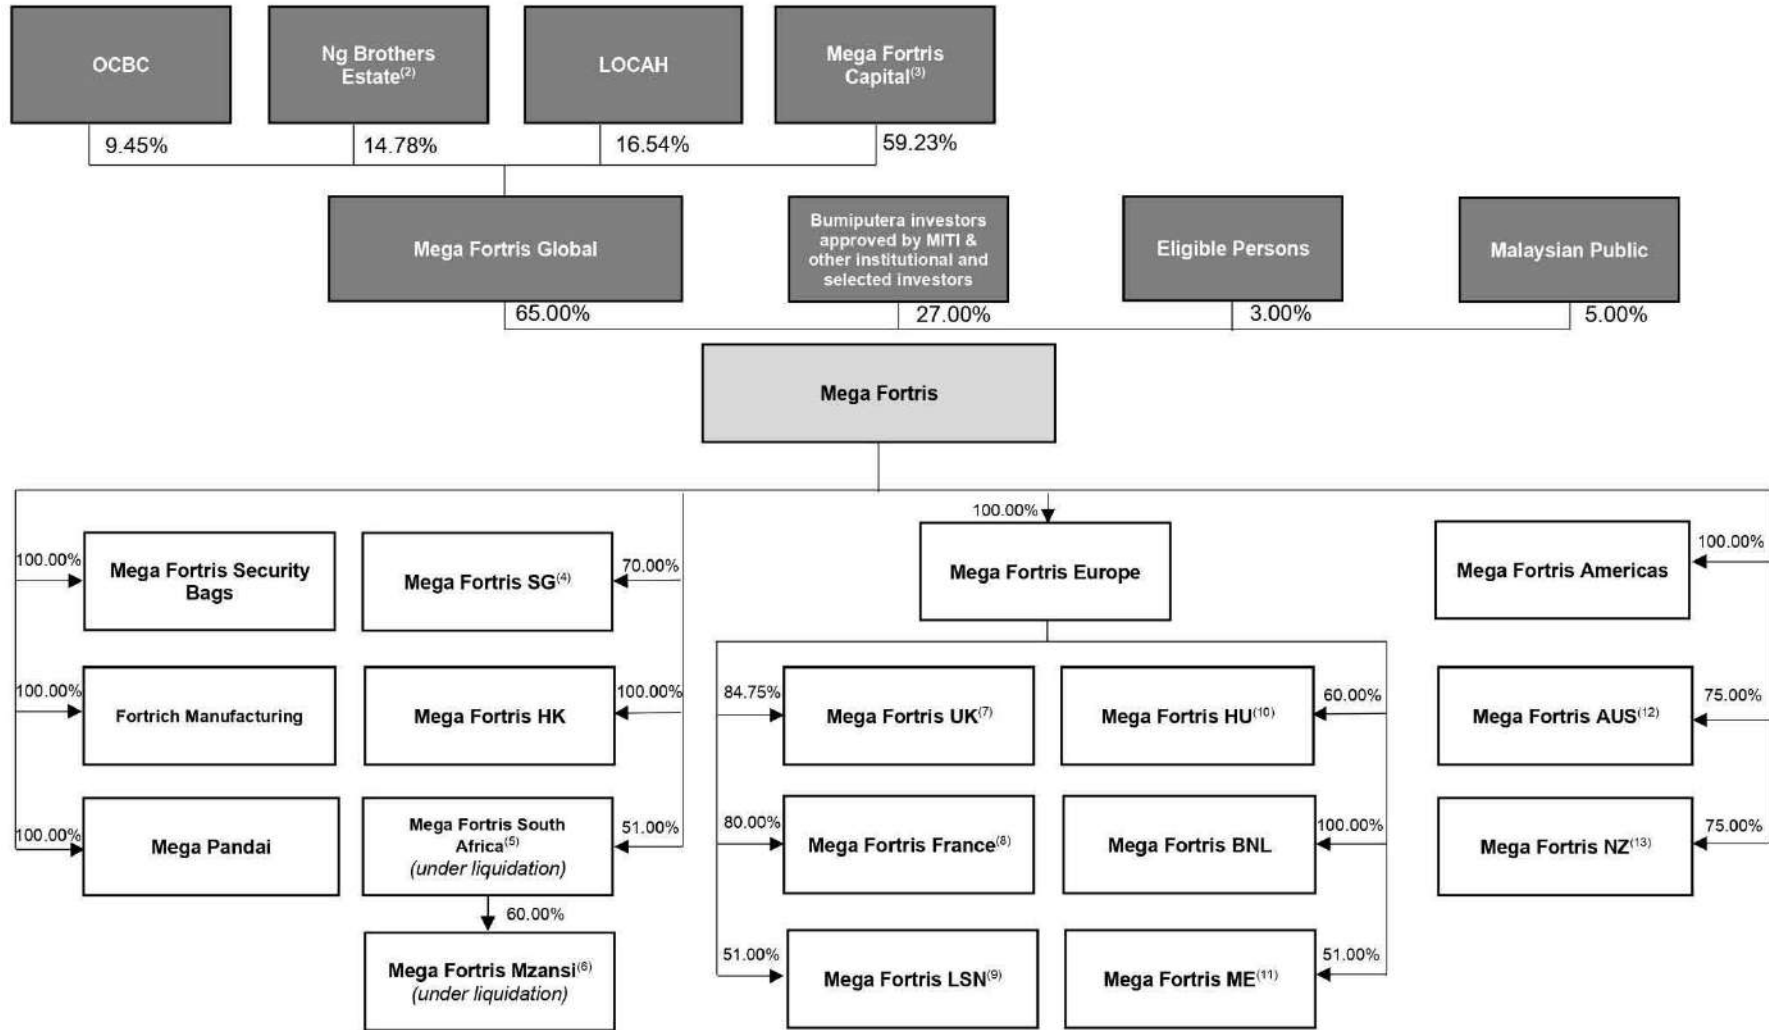 OCBC
Ng Brothers
Estate(2)
LOCAH
Mega Fortris
Capital(3)
9.45%
14.78%
16.54%
59.23%
Mega Fortris Global
Bumiputera investors
approved by MITI &
other institutional and
selected investors
Eligible Persons
Malaysian Public
65.00%
27.00%
3.00%
5.00%
Mega Fortris
100.00%
Mega Fortris Security
Bags
Mega Fortris SG(4)
70.00%
100.00%
Mega Fortris Europe
Mega Fortris Americas
100.00%
100.00%
Fortrich Manufacturing
Mega Fortris HK
100.00%
84.75%
Mega Fortris UK(7)
Mega Fortris HU(10)
60.00%
Mega Fortris AUS(12)
75.00%
100.00%
Mega Pandai
Mega Fortris South
Africa(5)
(under liquidation)
51.00%
80.00%
Mega Fortris France(8)
Mega Fortris BNL
100.00%
Mega Fortris NZ(13)
75.00%
60.00%
Mega Fortris Mzansi(6)
(under liquidation)
51.00%
Mega Fortris LSN(9)
Mega Fortris ME(11)
51.00%